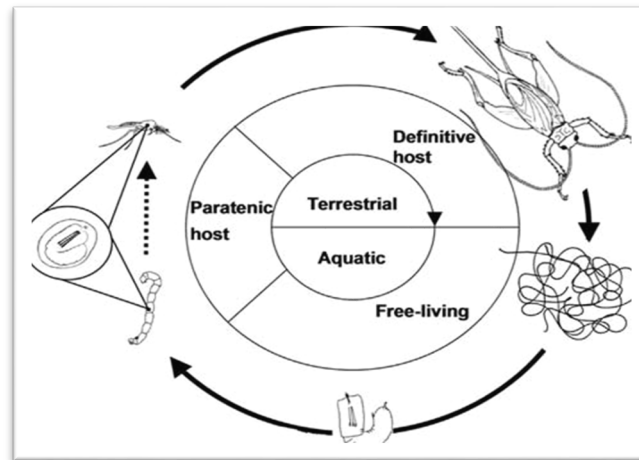 Definitive
host
Paratenic
host
Terrestrial
Aquatic
Free-living